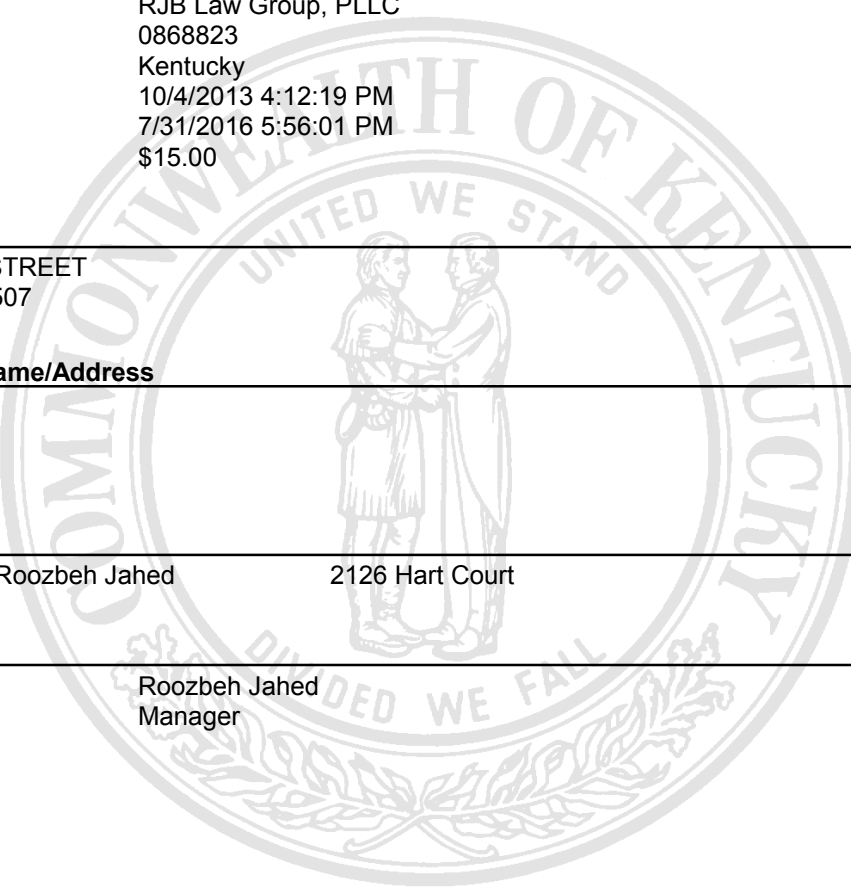 RJB Law Group, PLLC
0868823
Kentucky
10/4/2013 4:12:19 PM
7/31/2016 5:56:01 PM
$15.00
COMMONWEALTH OF KENTUCKY
UNITED WE STAND
STREET
507
ame/Address
Roozbeh Jahed 2126 Hart Court
DIVIDED WE FALL
Roozbeh Jahed
Manager